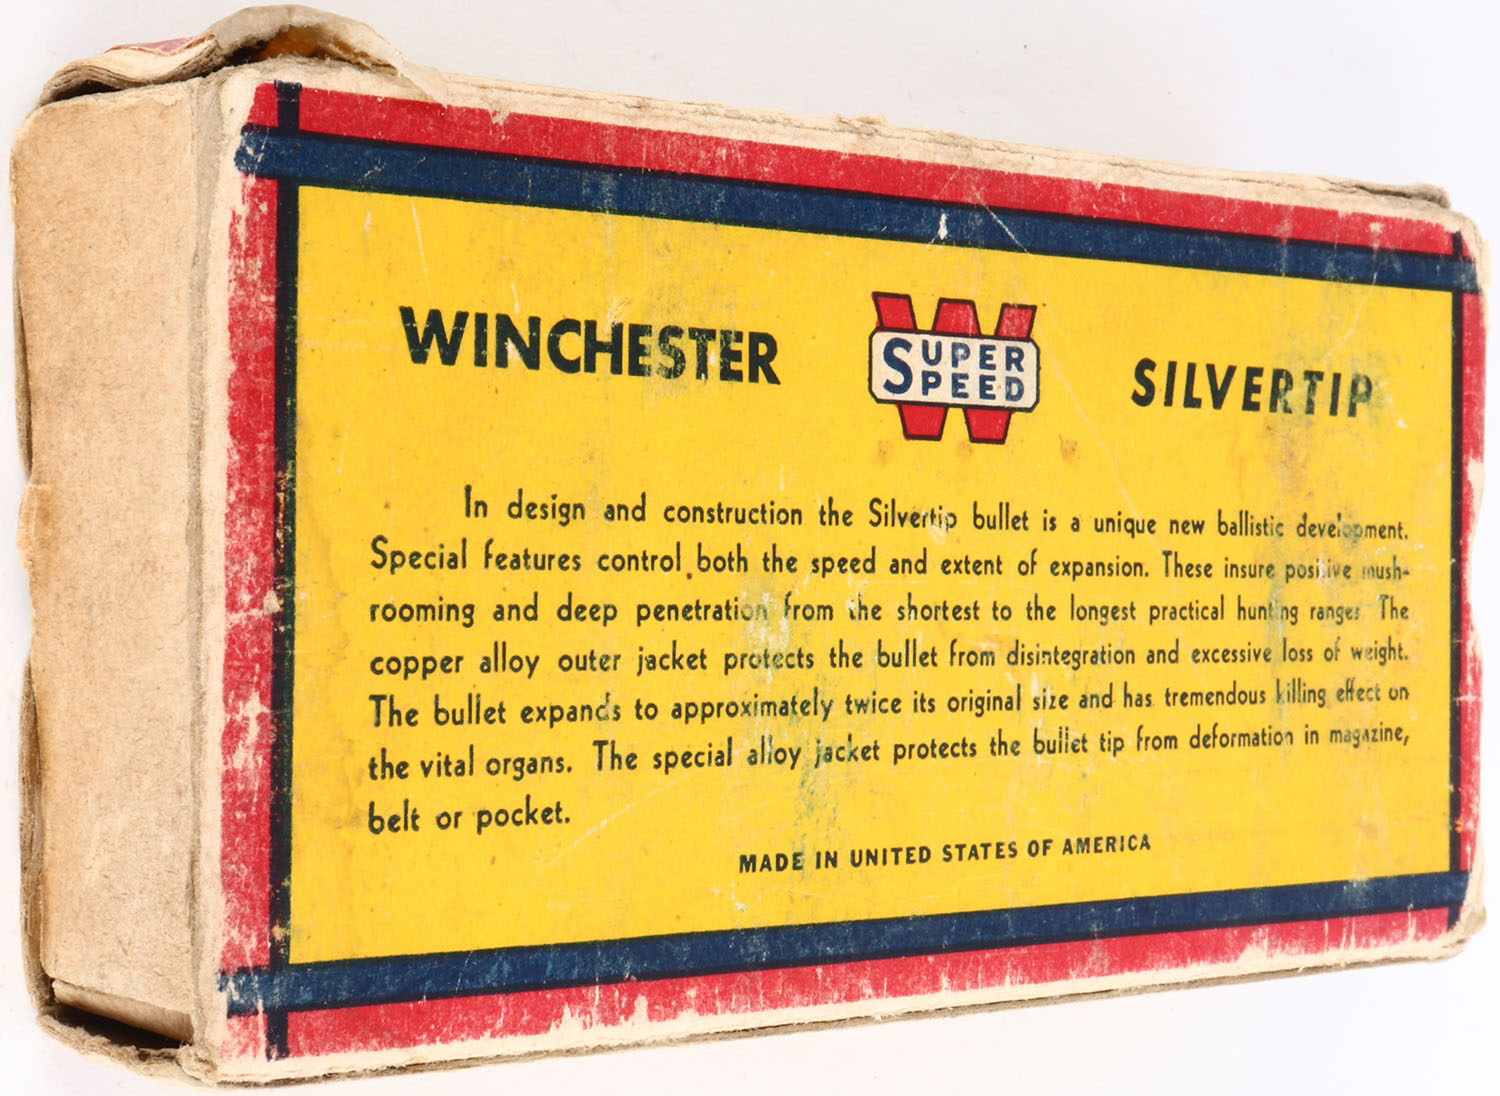 WINCHESTER W SUPER SPEED SILVERTIP
In design and construction the Silvertip bullet is a unique new ballistic development.
Special features control both the speed and extent of expansion. These insure positive mush-
rooming and deep penetration from the shortest to the longest practical hunting ranges. The
copper alloy outer jacket protects the bullet from disintegration and excessive loss of weight.
The bullet expands to approximately twice its original size and has tremendous killing effect on
the vital organs. The special alloy jacket protects the bullet tip from deformation in magazine,
belt or pocket.
MADE IN UNITED STATES OF AMERICA